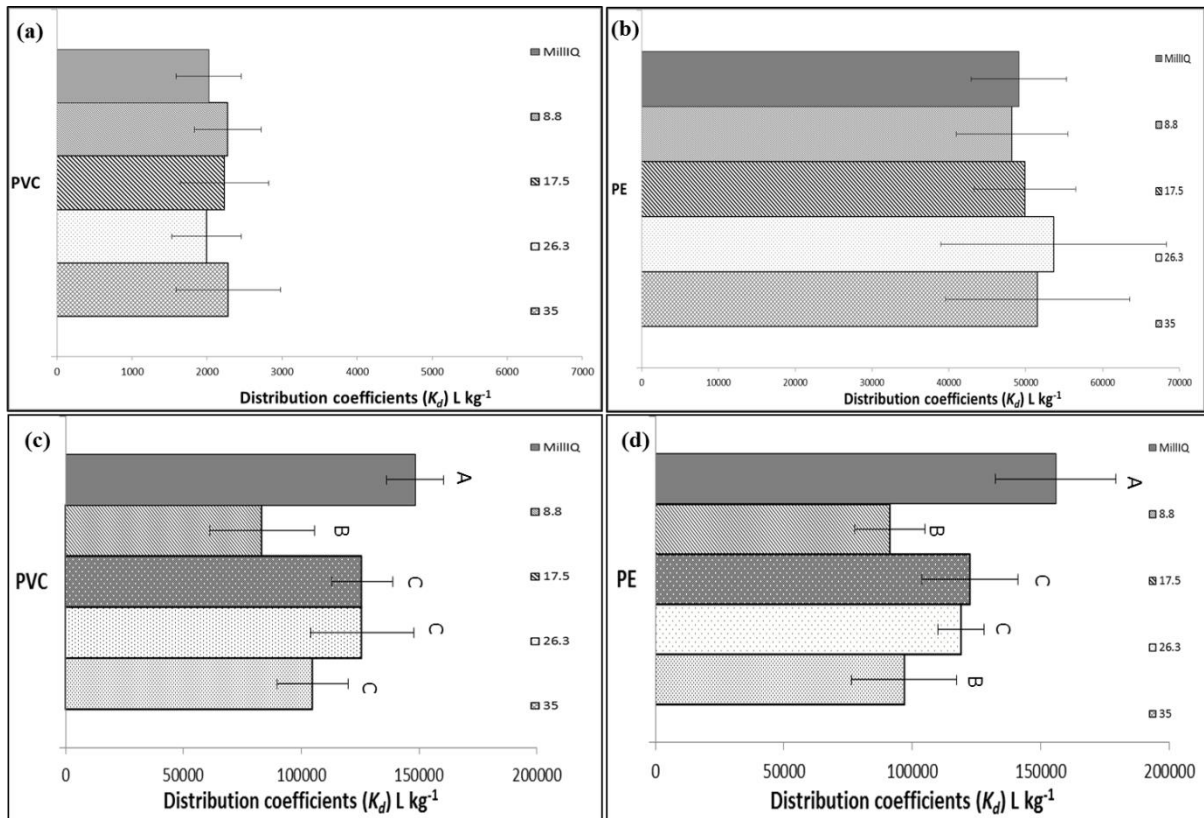 (a)
MillIQ
8.8
PVC
17.5
26.3
35
0 1000 2000 3000 4000 5000 6000 7000
Distribution coefficients (Kd) L kg-1
(b)
MillIQ
8.8
PE
17.5
26.3
35
0 10000 20000 30000 40000 50000 60000 70000
Distribution coefficients (Kd) L kg-1
(c)
MillIQ
A
8.8
B
PVC
17.5
C
26.3
C
35
C
0 50000 100000 150000 200000
Distribution coefficients (Kd) L kg-1
(d)
MillIQ
A
8.8
B
PE
17.5
C
26.3
C
35
B
0 50000 100000 150000 200000
Distribution coefficients (Kd) L kg-1